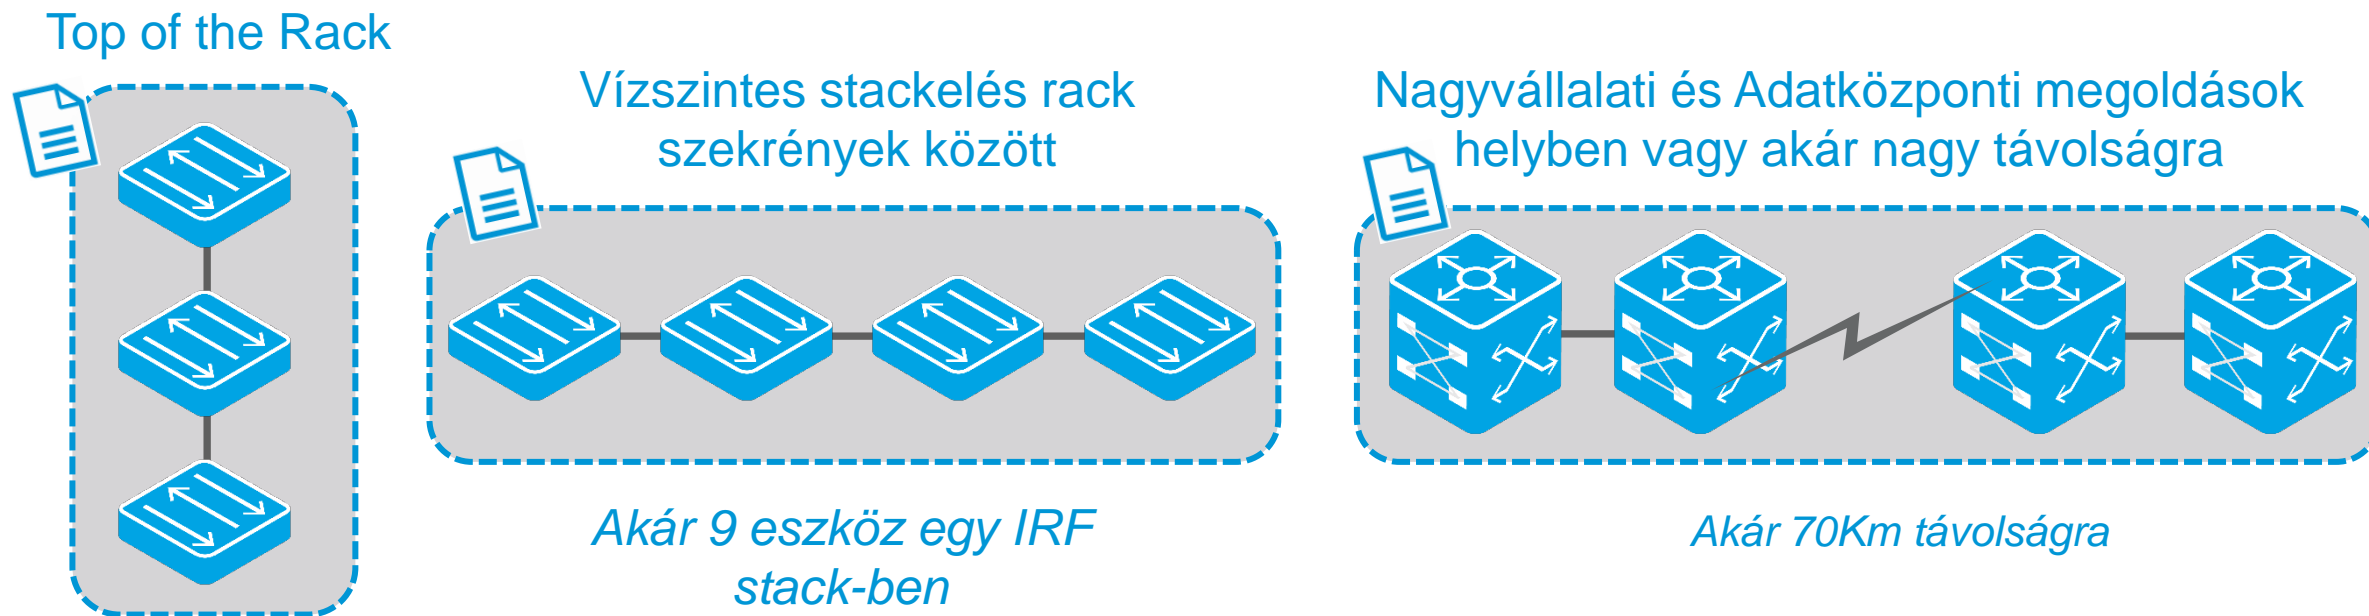 Top of the Rack
Vízszintes stackelés rack
szekrények között
Akár 9 eszköz egy IRF
stack-ben
Nagyvállalati és Adatközponti megoldások
helyben vagy akár nagy távolságra
Akár 70Km távolságra